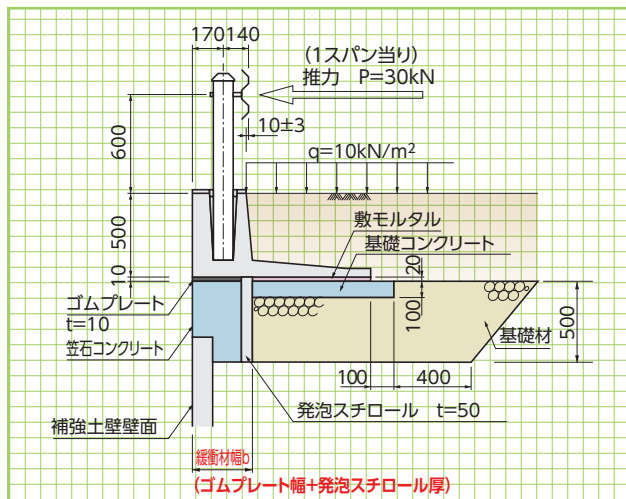 170 140
(1スパン当り)
推力 P=30kN
10±3
600
q=10kN/m²
敷モルタル
基礎コンクリート
500
20
10
ゴムプレート
t=10
笠石コンクリート
100
基礎材
500
100
400
発泡スチロール t=50
補強土壁壁面
緩衝材幅b
(ゴムプレート幅+発泡スチロール厚)